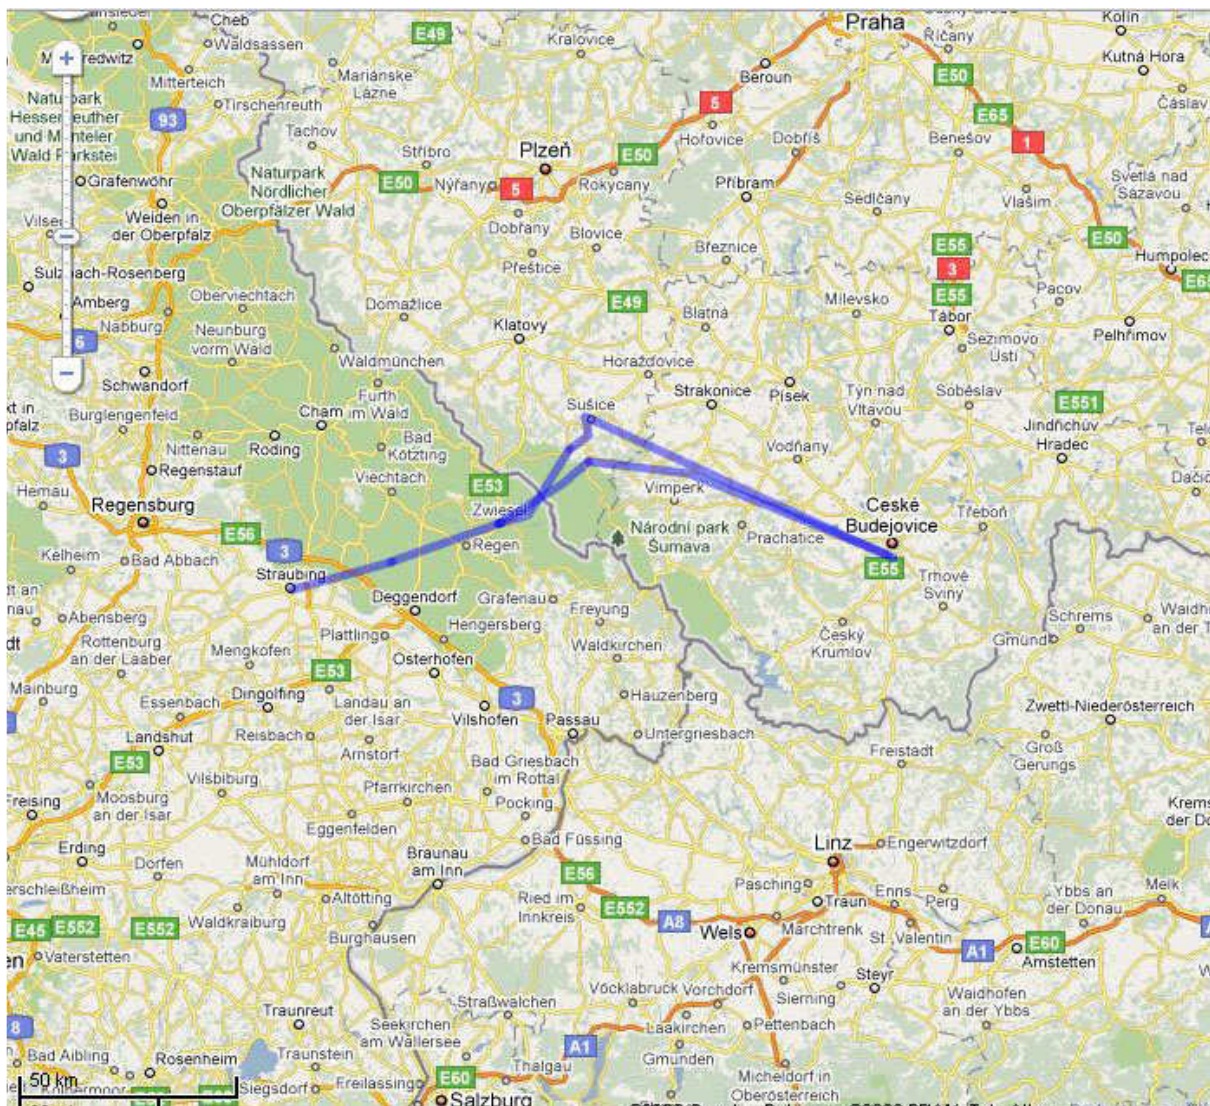 Cheb
E49
Praha
Kolín
Waldsassen
Kralovice
Říčany
Kutná Hora
Mitterteich
Mariánské
Lázně
Beroun
E50
Čáslav
Tirschenreuth
5
E65
93
Tachov
Hořovice
Dobříš
Benešov
1
Stříbro
Plzeň
E50
Grafenwöhr
Naturpark
Nördlicher
Oberpfälzer Wald
E50
Nýřany
5
Rokycany
Příbram
Vlašim
Světlá nad
Sázavou
Weiden in
der Oberpfalz
Sedlčany
Dobřany
Blovice
E55
E50
Přeštice
Březnice
3
Humpolec
Sulzbach-Rosenberg
Oberviechtach
E49
E55
Pacov
Amberg
Domažlice
Milevsko
Nabburg
Neunburg
vorm Wald
Klatovy
Blatná
Tábor
Pelhřimov
6
Sezimovo
Ústí
Waldmünchen
Horažďovice
Schwandorf
Furth
im Wald
Strakonice
Písek
Týn nad
Vltavou
Soběslav
E551
Burglengenfeld
Cham
Sušice
Jindřichův
Hradec
Nittenau
Roding
Bad
Kötzting
Vodňany
3
Regenstauf
Viechtach
E53
Vimperk
Hemau
Zwiesel
České
Budejovice
Regensburg
Národní park
Šumava
Prachatice
Třeboň
E56
Regen
3
Kelheim
Bad Abbach
Straubing
E55
Trhové
Sviny
Deggendorf
Grafenau
Abensberg
Freyung
Schrems
Hengersberg
Plattling
Český
Krumlov
Gmünd
Rottenburg
an der Laaber
Mengkofen
Waldkirchen
Osterhofen
E53
Mainburg
Dingolfing
3
Hauzenberg
Essenbach
Landau an
der Isar
Vilshofen
Zwettl-Niederösterreich
Reisbach
Passau
Untergriesbach
Landshut
Arnstorf
Freistadt
Groß
Gerungs
E53
Bad Griesbach
im Rottal
Vilsbiburg
Pfarrkirchen
Moosburg
an der Isar
Pocking
Freising
Eggenfelden
Bad Füssing
Linz
Engerwitzdorf
Erding
Dorfen
Mühldorf
am Inn
Braunau
am Inn
E56
Pasching
Enns
Perg
Ybbs an
der Donau
Melk
Altötting
Ried im
Innkreis
E552
Traun
Waldkraiburg
A8
E45
E552
E552
Burghausen
Wels
Marchtrenk
St. Valentin
A1
E60
Amstetten
Vaterstetten
Kremsmünster
Steyr
Vöcklabruck
Vorchdorf
Sierning
Waidhofen
an der Ybbs
Straßwalchen
Traunreut
Seekirchen
am Wallersee
Laakirchen
Pettenbach
8
A1
Bad Aibling
Rosenheim
Traunstein
Thalgau
Gmunden
Micheldorf in
Oberösterreich
50 km
Siegsdorf
Freilassing
E60
Salzburg